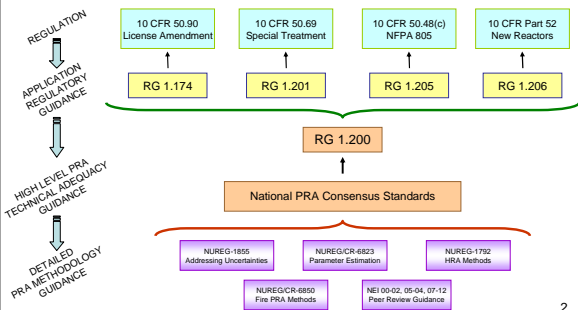 REGULATION
10 CFR 50.90
License Amendment
10 CFR 50.69
Special Treatment
10 CFR 50.48(c)
NFPA 805
10 CFR Part 52
New Reactors
APPLICATION
REGULATORY
GUIDANCE
RG 1.174
RG 1.201
RG 1.205
RG 1.206
RG 1.200
HIGH LEVEL PRA
TECHNICAL ADEQUACY
GUIDANCE
National PRA Consensus Standards
DETAILED
PRA METHODOLOGY
GUIDANCE
NUREG-1855
Addressing Uncertainties
NUREG/CR-6823
Parameter Estimation
NUREG-1792
HRA Methods
NUREG/CR-6850
Fire PRA Methods
NEI 00-02, 05-04, 07-12
Peer Review Guidance
2